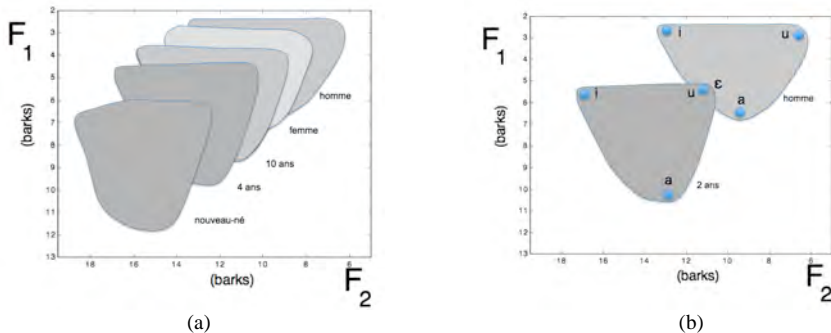 F1
(barks)
2
3
4
5
6
7
8
9
10
11
12
13
homme
femme
10 ans
4 ans
nouveau-né
18 16 14 12 10 8 6
(barks)
F2
(a)
F1
(barks)
2
3
4
5
6
7
8
9
10
11
12
13
i u
a
homme
i u ε
a
2 ans
18 16 14 12 10 8 6
(barks)
F2
(b)